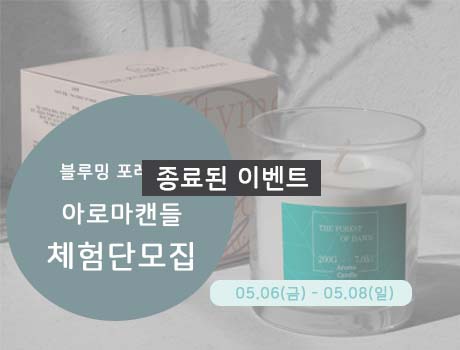 THE FOREST OF DAWN
블루밍 포레
종료된 이벤트
아로마캔들
체험단모집
THE FOREST
OF DAWN
200G 7.05
Aroma
Candle
05.06(금) - 05.08(일)